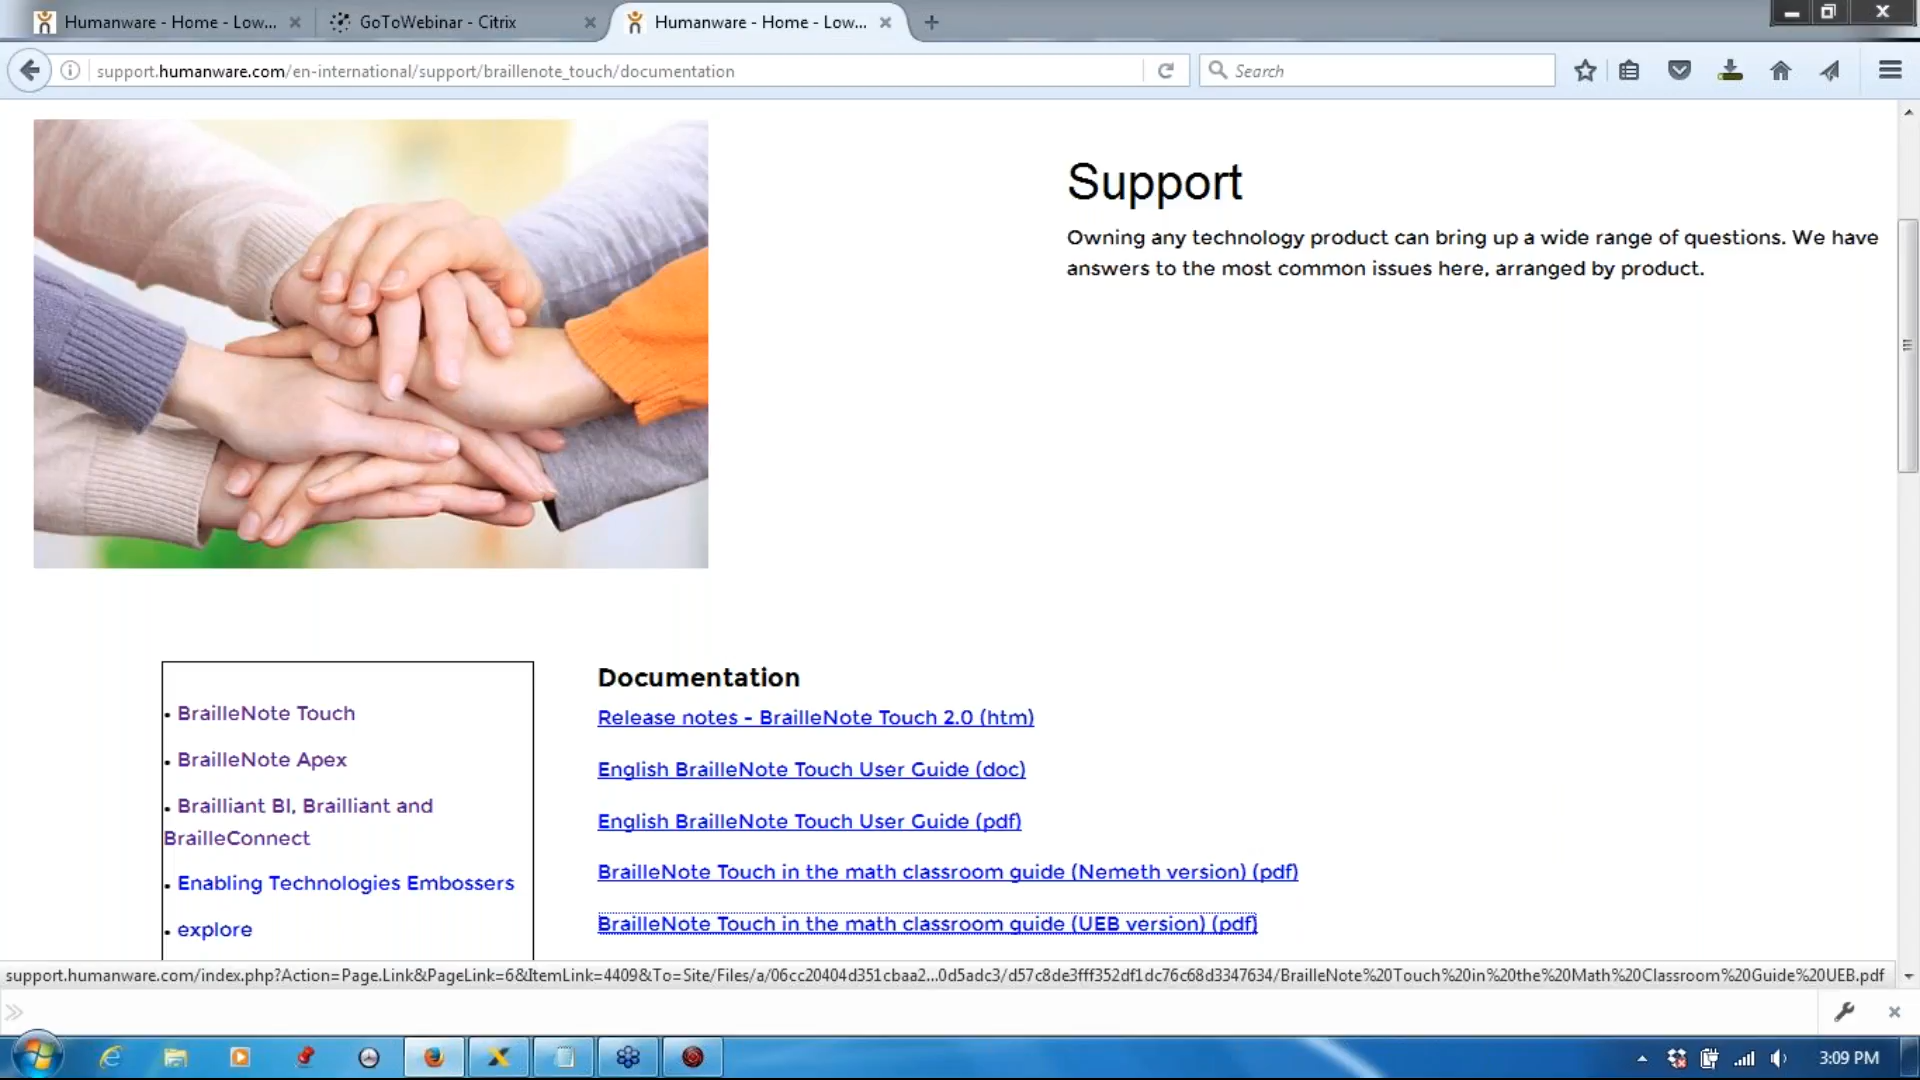 Humanware - Home - Low...
GoToWebinar - Citrix
Humanware - Home - Low...
support.humanware.com/en-international/support/braillenote_touch/documentation
Search
Support
Owning any technology product can bring up a wide range of questions. We have
answers to the most common issues here, arranged by product.
• BrailleNote Touch
• BrailleNote Apex
• Brailliant BI, Brailliant and
BrailleConnect
• Enabling Technologies Embossers
• explore
Documentation
Release notes - BrailleNote Touch 2.0 (htm)
English BrailleNote Touch User Guide (doc)
English BrailleNote Touch User Guide (pdf)
BrailleNote Touch in the math classroom guide (Nemeth version) (pdf)
BrailleNote Touch in the math classroom guide (UEB version) (pdf)
support.humanware.com/index.php?Action=Page.Link&PageLink=6&ItemLink=4409&To=Site/Files/a/06cc20404d351cbaa2...0d5adc3/d57c8de3fff352df1dc76c68d3347634/BrailleNote%20Touch%20in%20the%20Math%20Classroom%20Guide%20UEB.pdf
3:09 PM